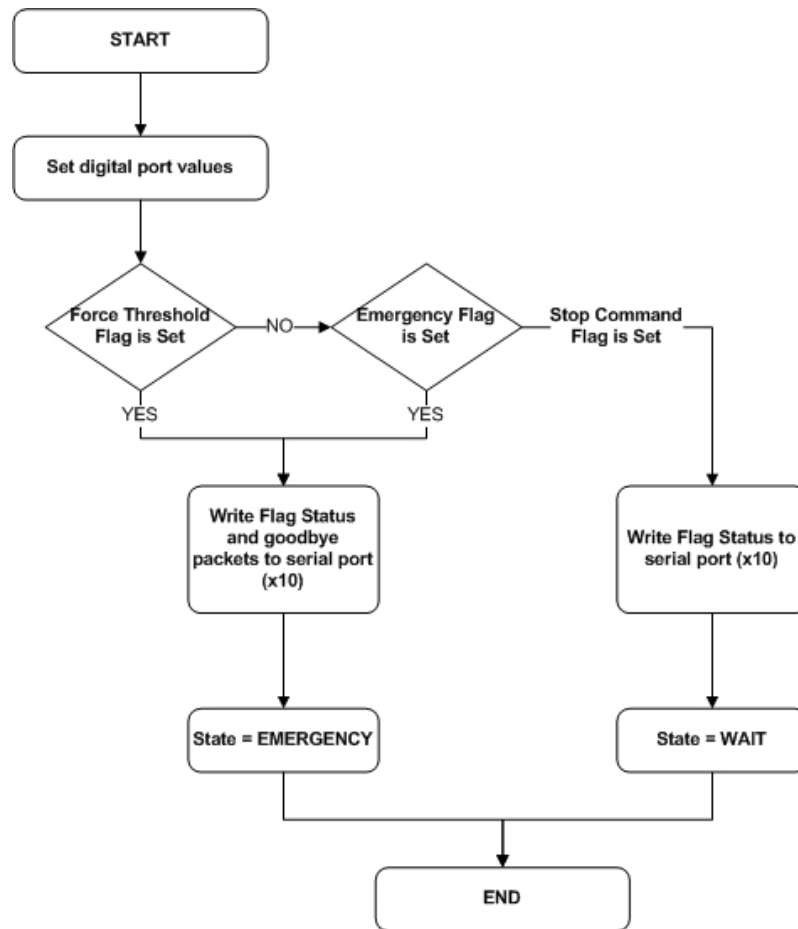 START
Set digital port values
Force Threshold
Flag is Set
NO
Emergency Flag
is Set
Stop Command
Flag is Set
YES
YES
Write Flag Status
and goodbye
packets to serial port
(x10)
Write Flag Status to
serial port (x10)
State = EMERGENCY
State = WAIT
END